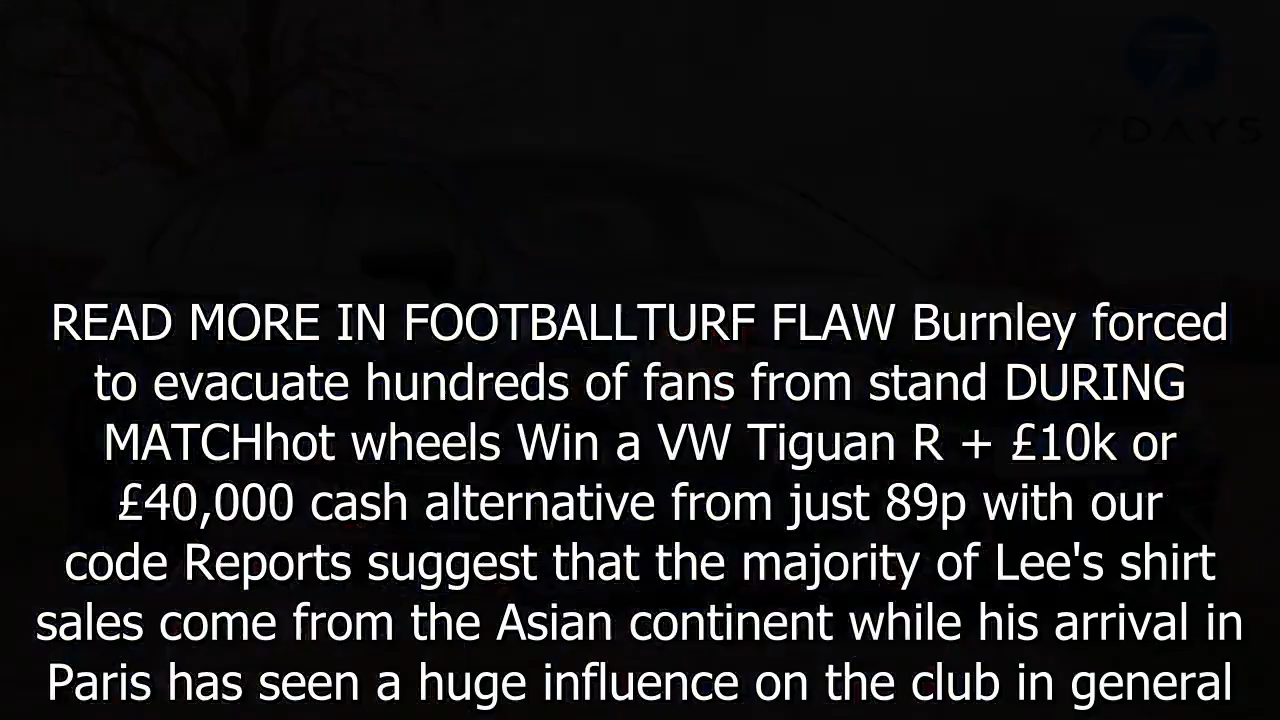 7DAYS
READ MORE IN FOOTBALLTURF FLAW Burnley forced
to evacuate hundreds of fans from stand DURING
MATCHhot wheels Win a VW Tiguan R + £10k or
£40,000 cash alternative from just 89p with our
code Reports suggest that the majority of Lee's shirt
sales come from the Asian continent while his arrival in
Paris has seen a huge influence on the club in general